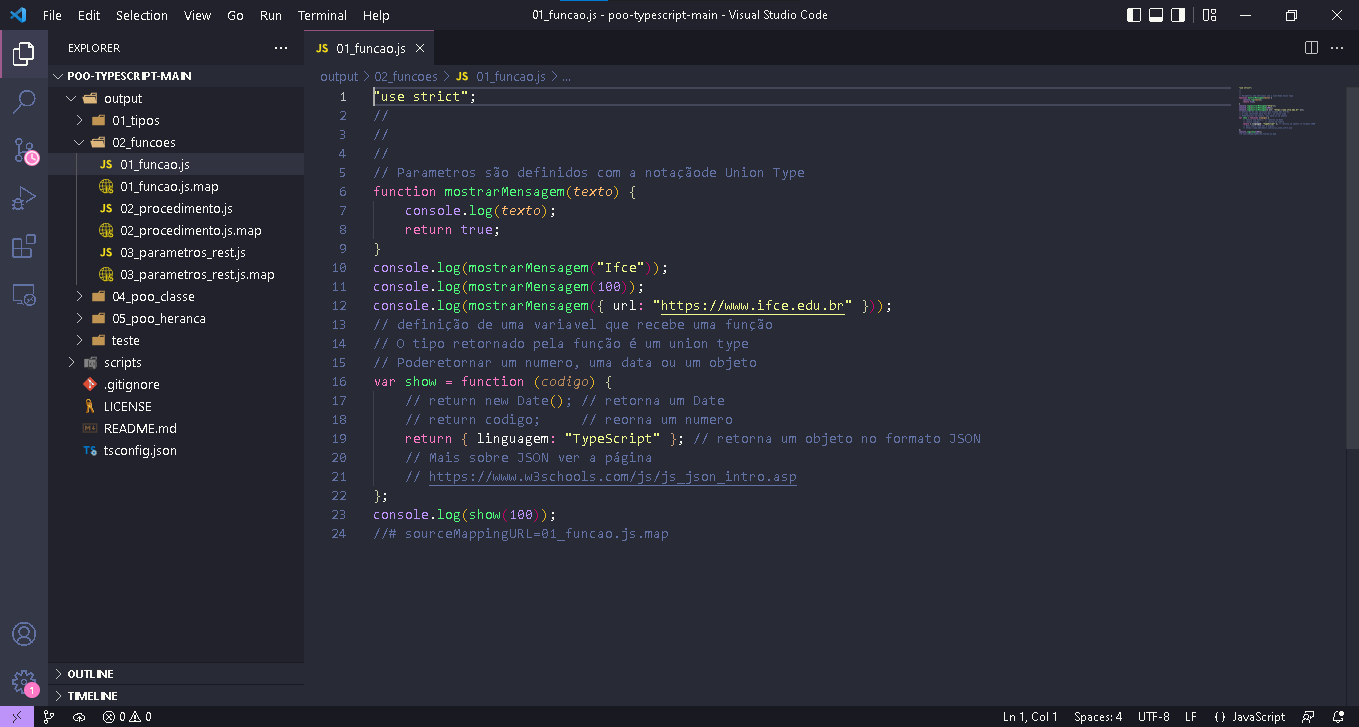 File Edit Selection View Go Run Terminal Help
01_funcao.js - poo-typescript-main - Visual Studio Code
EXPLORER
POO-TYPESCRIPT-MAIN
output
01_tipos
02_funcoes
JS 01_funcao.js
01_funcao.js.map
JS 02_procedimento.js
02_procedimento.js.map
JS 03_parametros_rest.js
03_parametros_rest.js.map
04_poo_classe
05_poo_heranca
teste
scripts
.gitignore
LICENSE
README.md
TS tsconfig.json
OUTLINE
TIMELINE
1
JS 01_funcao.js
output > 02_funcoes > JS 01_funcao.js > ...
1 "use strict";
2 //
3 //
4 //
5 // Parametros são definidos com a notaçãode Union Type
6 function mostrarMensagem(texto) {
7 console.log(texto);
8 return true;
9 }
10 console.log(mostrarMensagem("Ifce"));
11 console.log(mostrarMensagem(100));
12 console.log(mostrarMensagem({ url: "https://www.ifce.edu.br" }));
13 // definição de uma variavel que recebe uma função
14 // O tipo retornado pela função é um union type
15 // Poderetornar um numero, uma data ou um objeto
16 var show = function (codigo) {
17 // return new Date(); // retorna um Date
18 // return codigo; // reorna um numero
19 return { linguagem: "TypeScript" }; // retorna um objeto no formato JSON
20 // Mais sobre JSON ver a página
21 // https://www.w3schools.com/js/js_json_intro.asp
22 };
23 console.log(show(100));
24 //# sourceMappingURL=01_funcao.js.map
0 0
Ln 1, Col 1 Spaces: 4 UTF-8 LF {} JavaScript